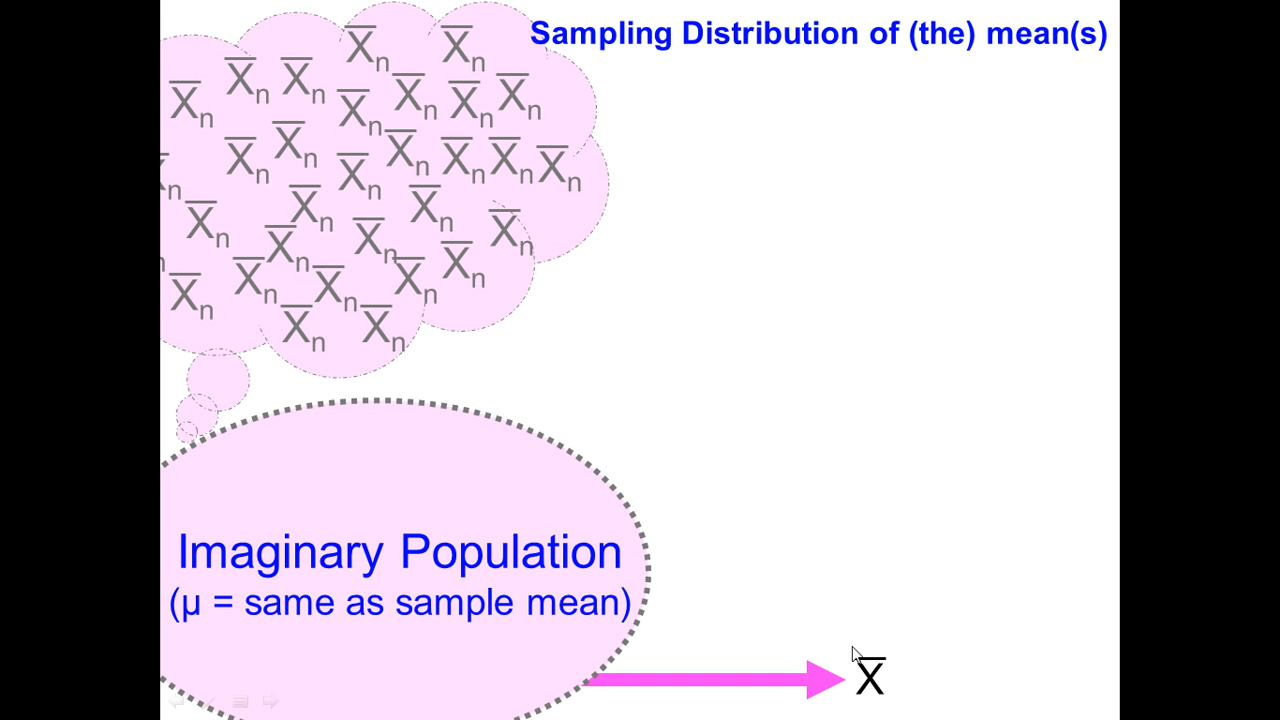 Sampling Distribution of (the) mean(s)
X̄n X̄n
X̄n X̄n X̄n X̄n X̄n X̄n X̄n
X̄n X̄n X̄n X̄n X̄n X̄n X̄n X̄n
n
X̄n X̄n X̄n X̄n X̄n
X̄n X̄n
n
X̄n X̄n X̄n X̄n
X̄n X̄n
Imaginary Population
(μ = same as sample mean)
X̄